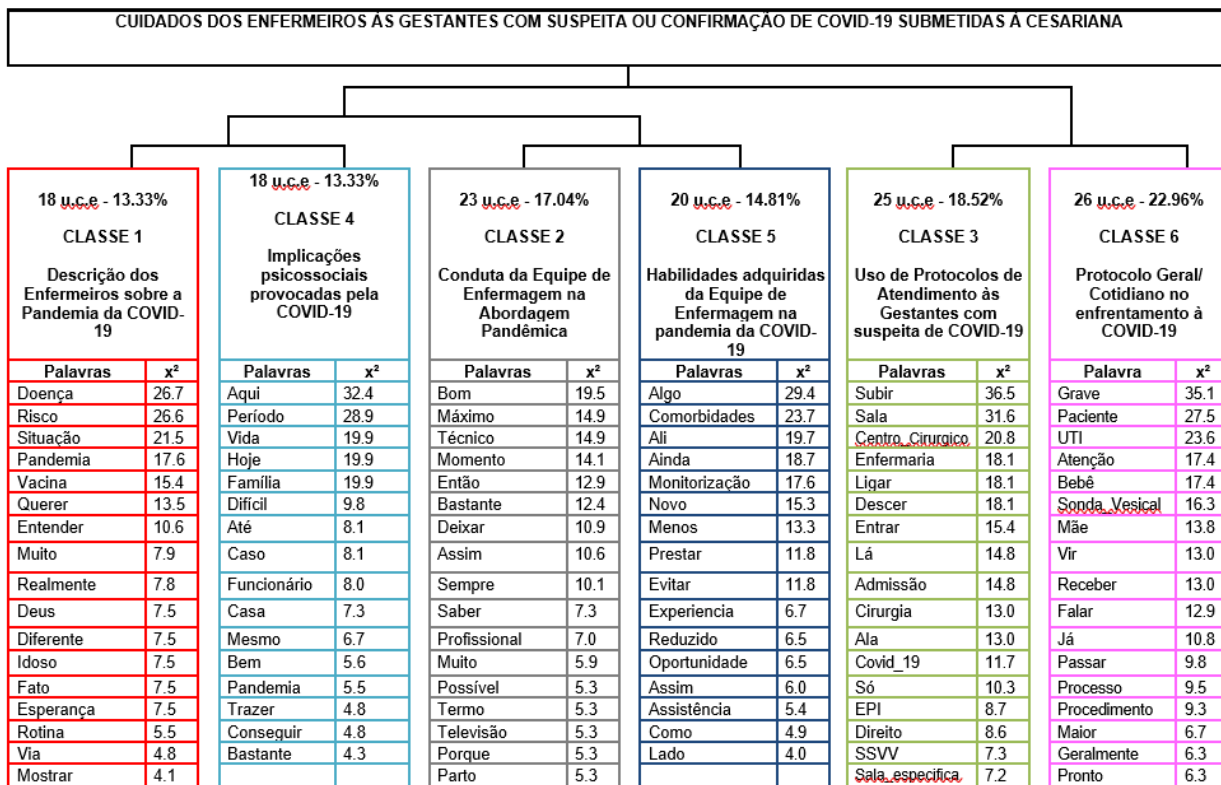 CUIDADOS DOS ENFERMEIROS ÀS GESTANTES COM SUSPEITA OU CONFIRMAÇÃO DE COVID-19 SUBMETIDAS À CESARIANA
18 u.c.e - 13.33%
CLASSE 1
Descrição dos
Enfermeiros sobre a
Pandemia da COVID-
19
Palavras x²
Doença 26.7
Risco 26.6
Situação 21.5
Pandemia 17.6
Vacina 15.4
Querer 13.5
Entender 10.6
Muito 7.9
Realmente 7.8
Deus 7.5
Diferente 7.5
Idoso 7.5
Fato 7.5
Esperança 7.5
Rotina 5.5
Via 4.8
Mostrar 4.1
18 u.c.e - 13.33%
CLASSE 4
Implicações
psicossociais
provocadas pela
COVID-19
Palavras x²
Aqui 32.4
Período 28.9
Vida 19.9
Hoje 19.9
Família 19.9
Difícil 9.8
Até 8.1
Caso 8.1
Funcionário 8.0
Casa 7.3
Mesmo 6.7
Bem 5.6
Pandemia 5.5
Trazer 4.8
Conseguir 4.8
Bastante 4.3
23 u.c.e - 17.04%
CLASSE 2
Conduta da Equipe de
Enfermagem na
Abordagem
Pandêmica
Palavras x²
Bom 19.5
Máximo 14.9
Técnico 14.9
Momento 14.1
Então 12.9
Bastante 12.4
Deixar 10.9
Assim 10.6
Sempre 10.1
Saber 7.3
Profissional 7.0
Muito 5.9
Possível 5.3
Termo 5.3
Televisão 5.3
Porque 5.3
Parto 5.3
20 u.c.e - 14.81%
CLASSE 5
Habilidades adquiridas
da Equipe de
Enfermagem na
pandemia da COVID-
19
Palavras x²
Algo 29.4
Comorbidades 23.7
Ali 19.7
Ainda 18.7
Monitorização 17.6
Novo 15.3
Menos 13.3
Prestar 11.8
Evitar 11.8
Experiencia 6.7
Reduzido 6.5
Oportunidade 6.5
Assim 6.0
Assistência 5.4
Como 4.9
Lado 4.0
25 u.c.e - 18.52%
CLASSE 3
Uso de Protocolos de
Atendimento às
Gestantes com
suspeita de COVID-19
Palavras x²
Subir 36.5
Sala 31.6
Centro_Cirurgico 20.8
Enfermaria 18.1
Ligar 18.1
Descer 18.1
Entrar 15.4
Lá 14.8
Admissão 14.8
Cirurgia 13.0
Ala 13.0
Covid_19 11.7
Só 10.3
EPI 8.7
Direito 8.6
SSVV 7.3
Sala_especifica 7.2
26 u.c.e - 22.96%
CLASSE 6
Protocolo Geral/
Cotidiano no
enfrentamento à
COVID-19
Palavra x²
Grave 35.1
Paciente 27.5
UTI 23.6
Atenção 17.4
Bebê 17.4
Sonda_Vesical 16.3
Mãe 13.8
Vir 13.0
Receber 13.0
Falar 12.9
Já 10.8
Passar 9.8
Processo 9.5
Procedimento 9.3
Maior 6.7
Geralmente 6.3
Pronto 6.3